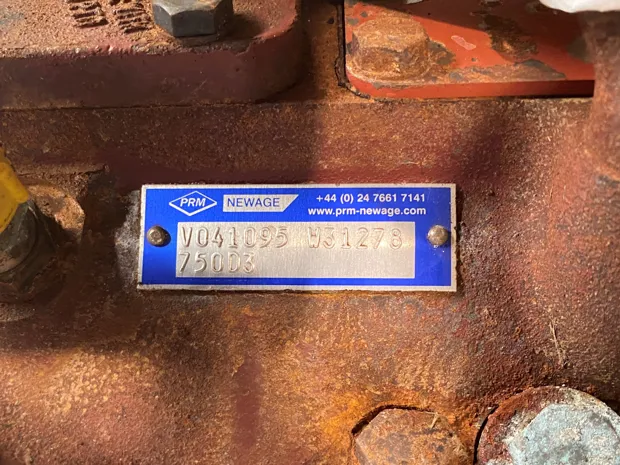 PRM NEWAGE +44 (0) 24 7661 7141
www.prm-newage.com
V041095 W31278
750D3